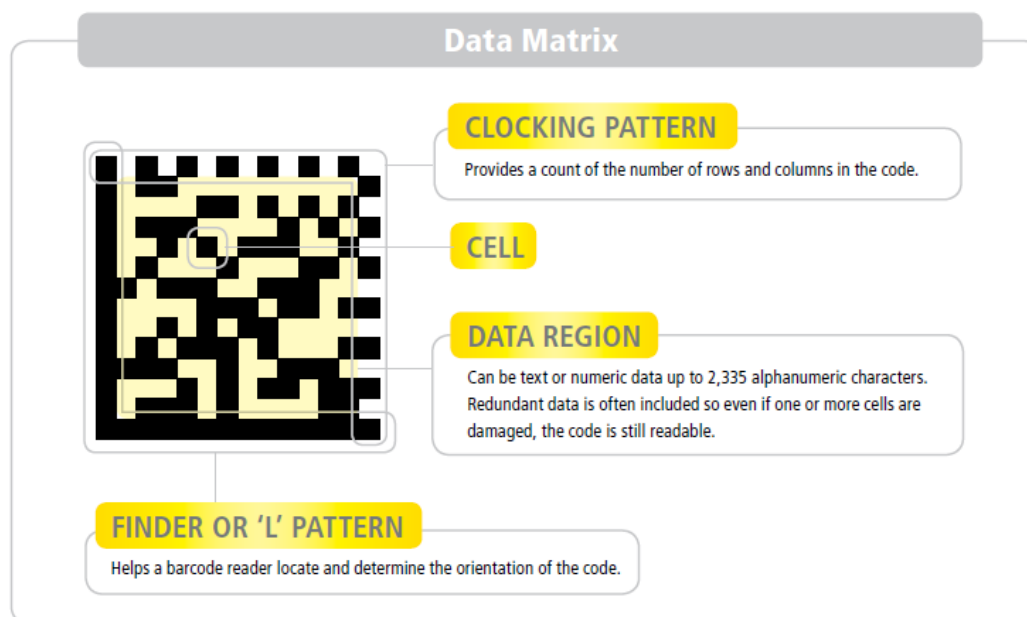 Data Matrix
CLOCKING PATTERN
Provides a count of the number of rows and columns in the code.
CELL
DATA REGION
Can be text or numeric data up to 2,335 alphanumeric characters.
Redundant data is often included so even if one or more cells are
damaged, the code is still readable.
FINDER OR ‘L’ PATTERN
Helps a barcode reader locate and determine the orientation of the code.